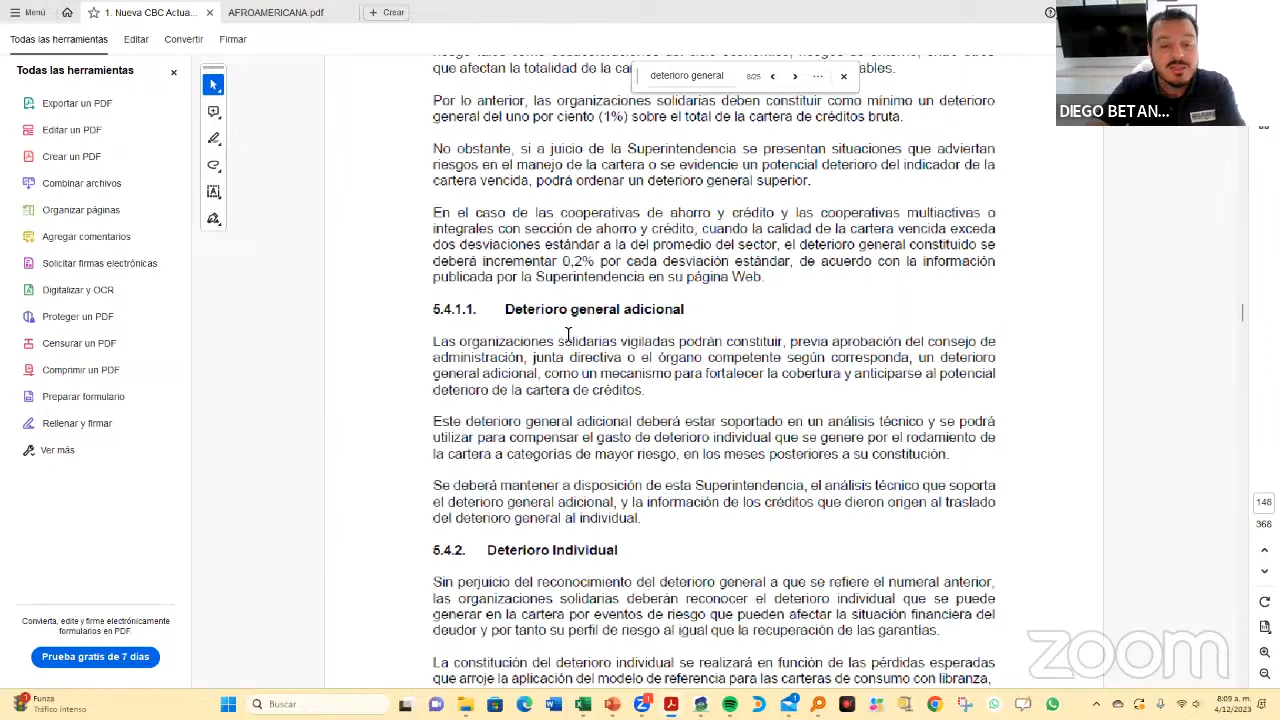 Menú
1. Nueva CBC Actua...
AFROAMERICANA.pdf
Crear
Todas las herramientas
Editar
Convertir
Firmar
Todas las herramientas
Exportar un PDF
Editar un PDF
Crear un PDF
Combinar archivos
Organizar páginas
Agregar comentarios
Solicitar firmas electrónicas
Digitalizar y OCR
Proteger un PDF
Censurar un PDF
Comprimir un PDF
Preparar formulario
Rellenar y firmar
Ver más
Convierta, edite y firme electrónicamente
formularios en PDF.
Prueba gratis de 7 días
deterioro general
8/25
que afectan la totalidad de la
Por lo anterior, las organizaciones solidarias deben constituir como mínimo un deterioro
general del uno por ciento (1%) sobre el total de la cartera de créditos bruta.
No obstante, si a juicio de la Superintendencia se presentan situaciones que adviertan
riesgos en el manejo de la cartera o se evidencie un potencial deterioro del indicador de la
cartera vencida, podrá ordenar un deterioro general superior.
En el caso de las cooperativas de ahorro y crédito y las cooperativas multiactivas o
integrales con sección de ahorro y crédito, cuando la calidad de la cartera vencida exceda
dos desviaciones estándar a la del promedio del sector, el deterioro general constituido se
deberá incrementar 0,2% por cada desviación estándar, de acuerdo con la información
publicada por la Superintendencia en su página Web.
5.4.1.1. Deterioro general adicional
Las organizaciones solidarias vigiladas podrán constituir, previa aprobación del consejo de
administración, junta directiva o el órgano competente según corresponda, un deterioro
general adicional, como un mecanismo para fortalecer la cobertura y anticiparse al potencial
deterioro de la cartera de créditos.
Este deterioro general adicional deberá estar soportado en un análisis técnico y se podrá
utilizar para compensar el gasto de deterioro individual que se genere por el rodamiento de
la cartera a categorías de mayor riesgo, en los meses posteriores a su constitución.
Se deberá mantener a disposición de esta Superintendencia, el análisis técnico que soporta
el deterioro general adicional, y la información de los créditos que dieron origen al traslado
del deterioro general al individual.
5.4.2. Deterioro Individual
Sin perjuicio del reconocimiento del deterioro general a que se refiere el numeral anterior,
las organizaciones solidarias deberán reconocer el deterioro individual que se puede
generar en la cartera por eventos de riesgo que pueden afectar la situación financiera del
deudor y por tanto su perfil de riesgo al igual que la recuperación de las garantías.
La constitución del deterioro individual se realizará en función de las pérdidas esperadas
que arroje la aplicación del modelo de referencia para las carteras de consumo con libranza,
DIEGO BETAN...
148
368
zoom
Funza
Tráfico intenso
Buscar
8:09 a. m.
4/12/2023